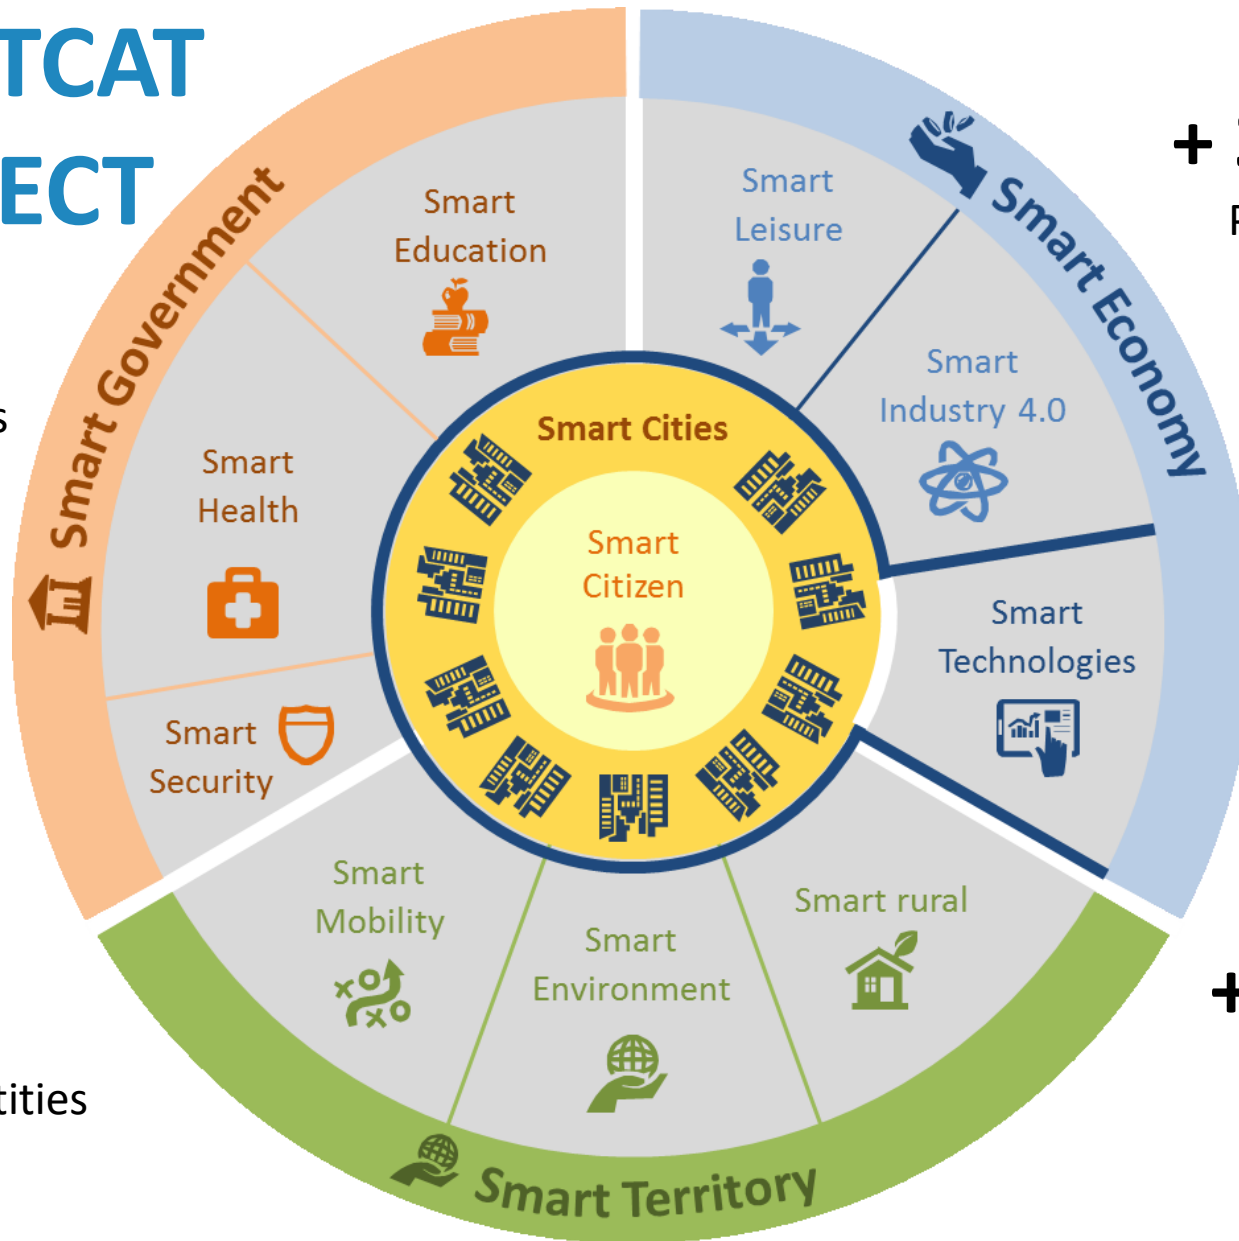 TCAT
ECT
+
Smart Government
Smart Economy
Smart
Education
Smart
Leisure
Smart
Industry 4.0
Smart Cities
Smart
Health
Smart
Citizen
Smart
Technologies
Smart
Security
Smart
Mobility
Smart
Environment
Smart rural
+
tities
Smart Territory